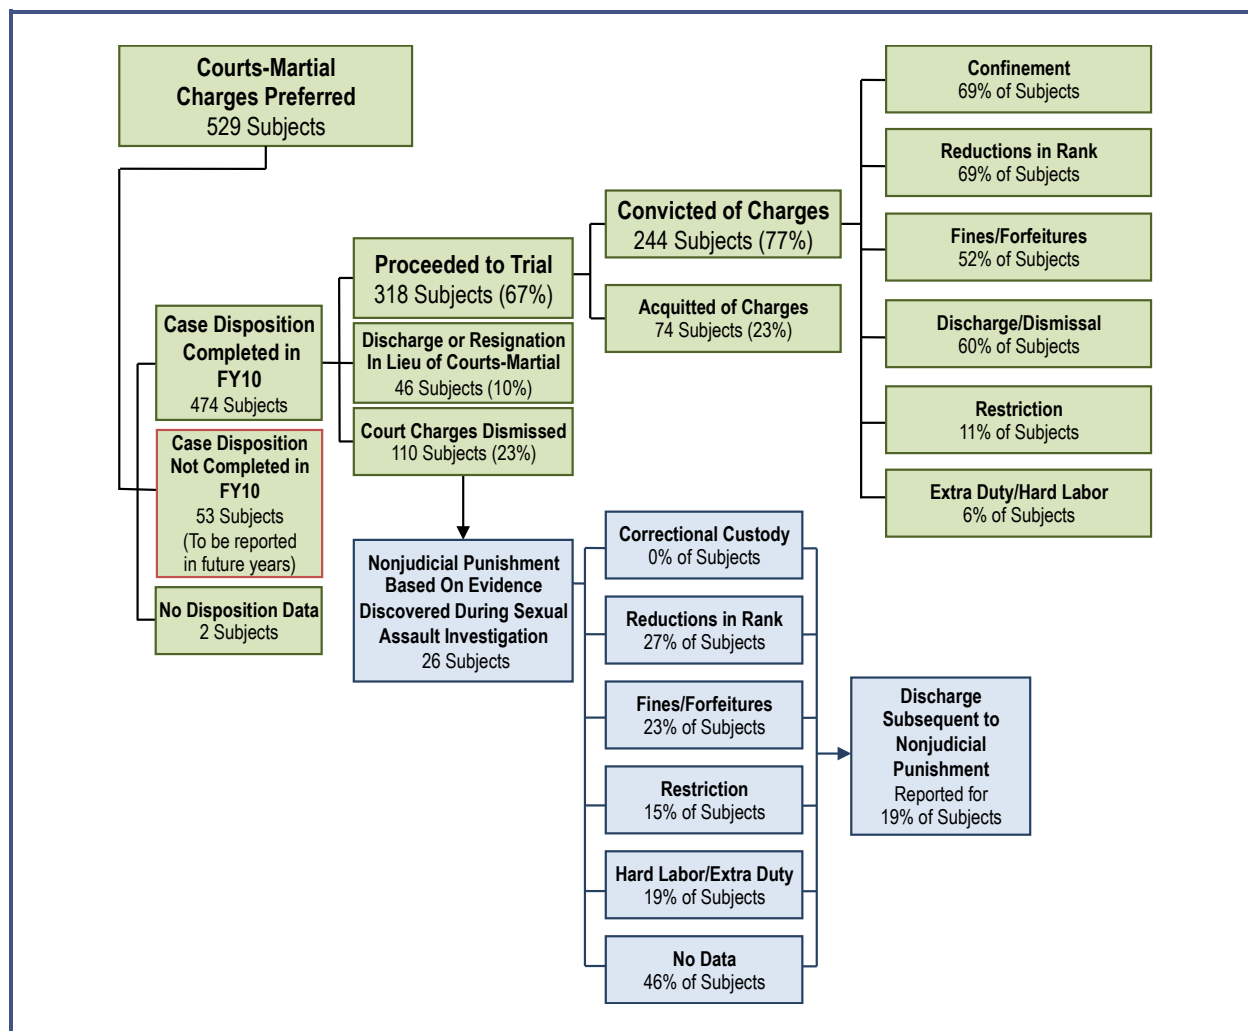 Courts-Martial
Charges Preferred
529 Subjects
Case Disposition
Completed in
FY10
474 Subjects
Case Disposition
Not Completed in
FY10
53 Subjects
(To be reported
in future years)
No Disposition Data
2 Subjects
Proceeded to Trial
318 Subjects (67%)
Discharge or Resignation
In Lieu of Courts-Martial
46 Subjects (10%)
Court Charges Dismissed
110 Subjects (23%)
Convicted of Charges
244 Subjects (77%)
Acquitted of Charges
74 Subjects (23%)
Confinement
69% of Subjects
Reductions in Rank
69% of Subjects
Fines/Forfeitures
52% of Subjects
Discharge/Dismissal
60% of Subjects
Restriction
11% of Subjects
Extra Duty/Hard Labor
6% of Subjects
Nonjudicial Punishment
Based On Evidence
Discovered During Sexual
Assault Investigation
26 Subjects
Correctional Custody
0% of Subjects
Reductions in Rank
27% of Subjects
Fines/Forfeitures
23% of Subjects
Restriction
15% of Subjects
Hard Labor/Extra Duty
19% of Subjects
No Data
46% of Subjects
Discharge
Subsequent to
Nonjudicial
Punishment
Reported for
19% of Subjects